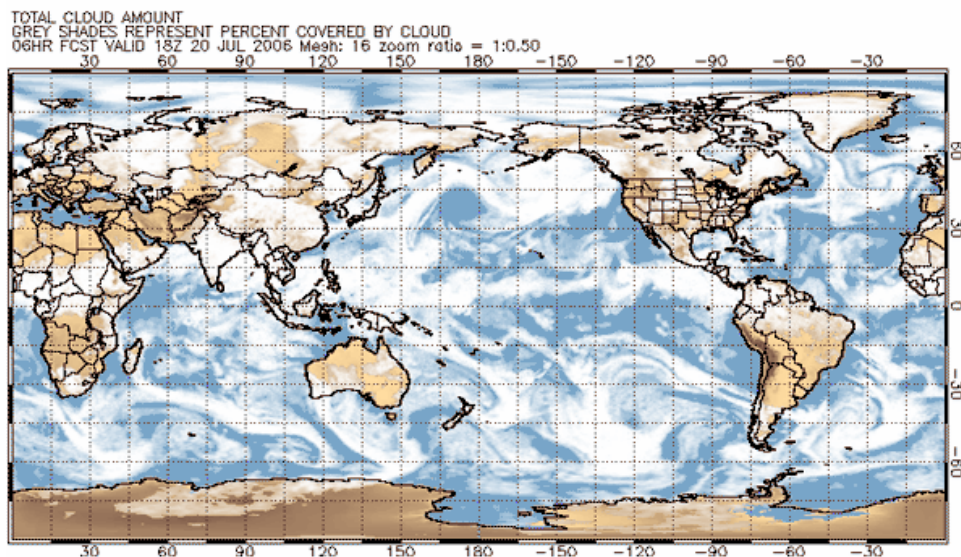 TOTAL CLOUD AMOUNT
GREY SHADES REPRESENT PERCENT COVERED BY CLOUD
06HR FCST VALID 18Z 20 JUL 2006 Mesh: 16 zoom ratio = 1:0.50
30 60 90 120 150 180 -150 -120 -90 -60 -30
60
30
0
-30
-60
30 60 90 120 150 180 -150 -120 -90 -60 -30